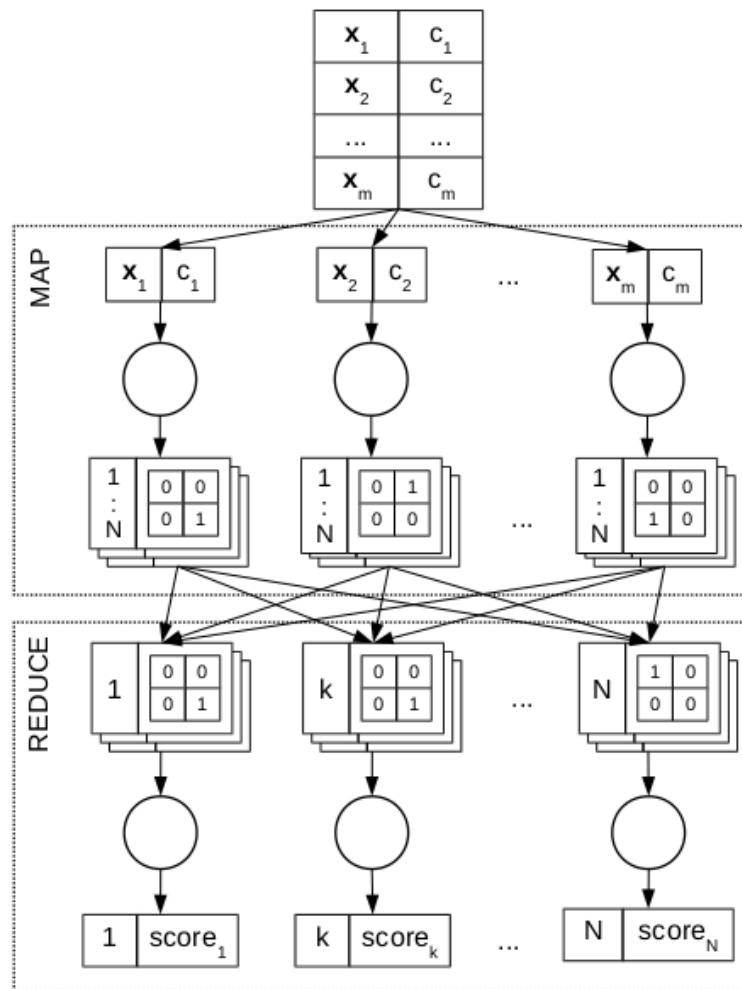 x₁ c₁
x₂ c₂
... ...
xₘ cₘ
MAP
x₁ c₁ x₂ c₂ ... xₘ cₘ
1 0 0 1 0 1 1 0 0
: : :
N 0 1 N 0 0 ... N 1 0
REDUCE
0 0 0 0 1 0
1 k ... N
0 1 0 1 0 0
1 score₁ k scoreₖ ... N score_N